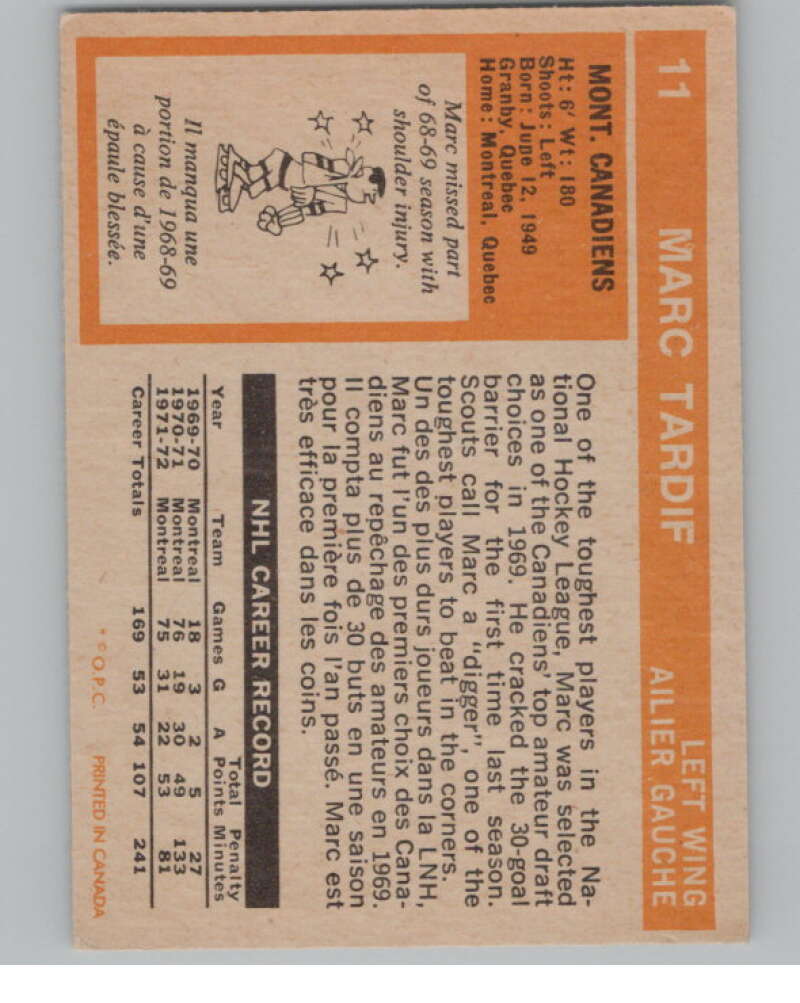 11 MARC TARDIF
LEFT WING
AILIER GAUCHE
MONT. CANADIENS
Ht: 6' Wt: 180
Shoots: Left
Born: June 12, 1949
Granby, Quebec
Home: Montreal, Quebec
Marc missed part
of 68-69 season with
shoulder injury.
Il manqua une
portion de 1968-69
à cause d'une
épaule blessée.
One of the toughest players in the Na-
tional Hockey League, Marc was selected
as one of the Canadiens' top amateur draft
choices in 1969. He cracked the 30-goal
barrier for the first time last season.
Scouts call Marc a "digger", one of the
toughest players to beat in the corners.
Un des des plus durs joueurs dans la LNH,
Marc fut l'un des premiers choix des Cana-
diens au repêchage des amateurs en 1969.
Il compta plus de 30 buts en une saison
pour la première fois l'an passé. Marc est
très efficace dans les coins.
NHL CAREER RECORD
Total Penalty
Year Team Games G A Points Minutes
1969-70 Montreal 18 3 2 5 27
1970-71 Montreal 76 19 30 49 133
1971-72 Montreal 75 31 22 53 81
Career Totals 169 53 54 107 241
* © O.P.C. PRINTED IN CANADA